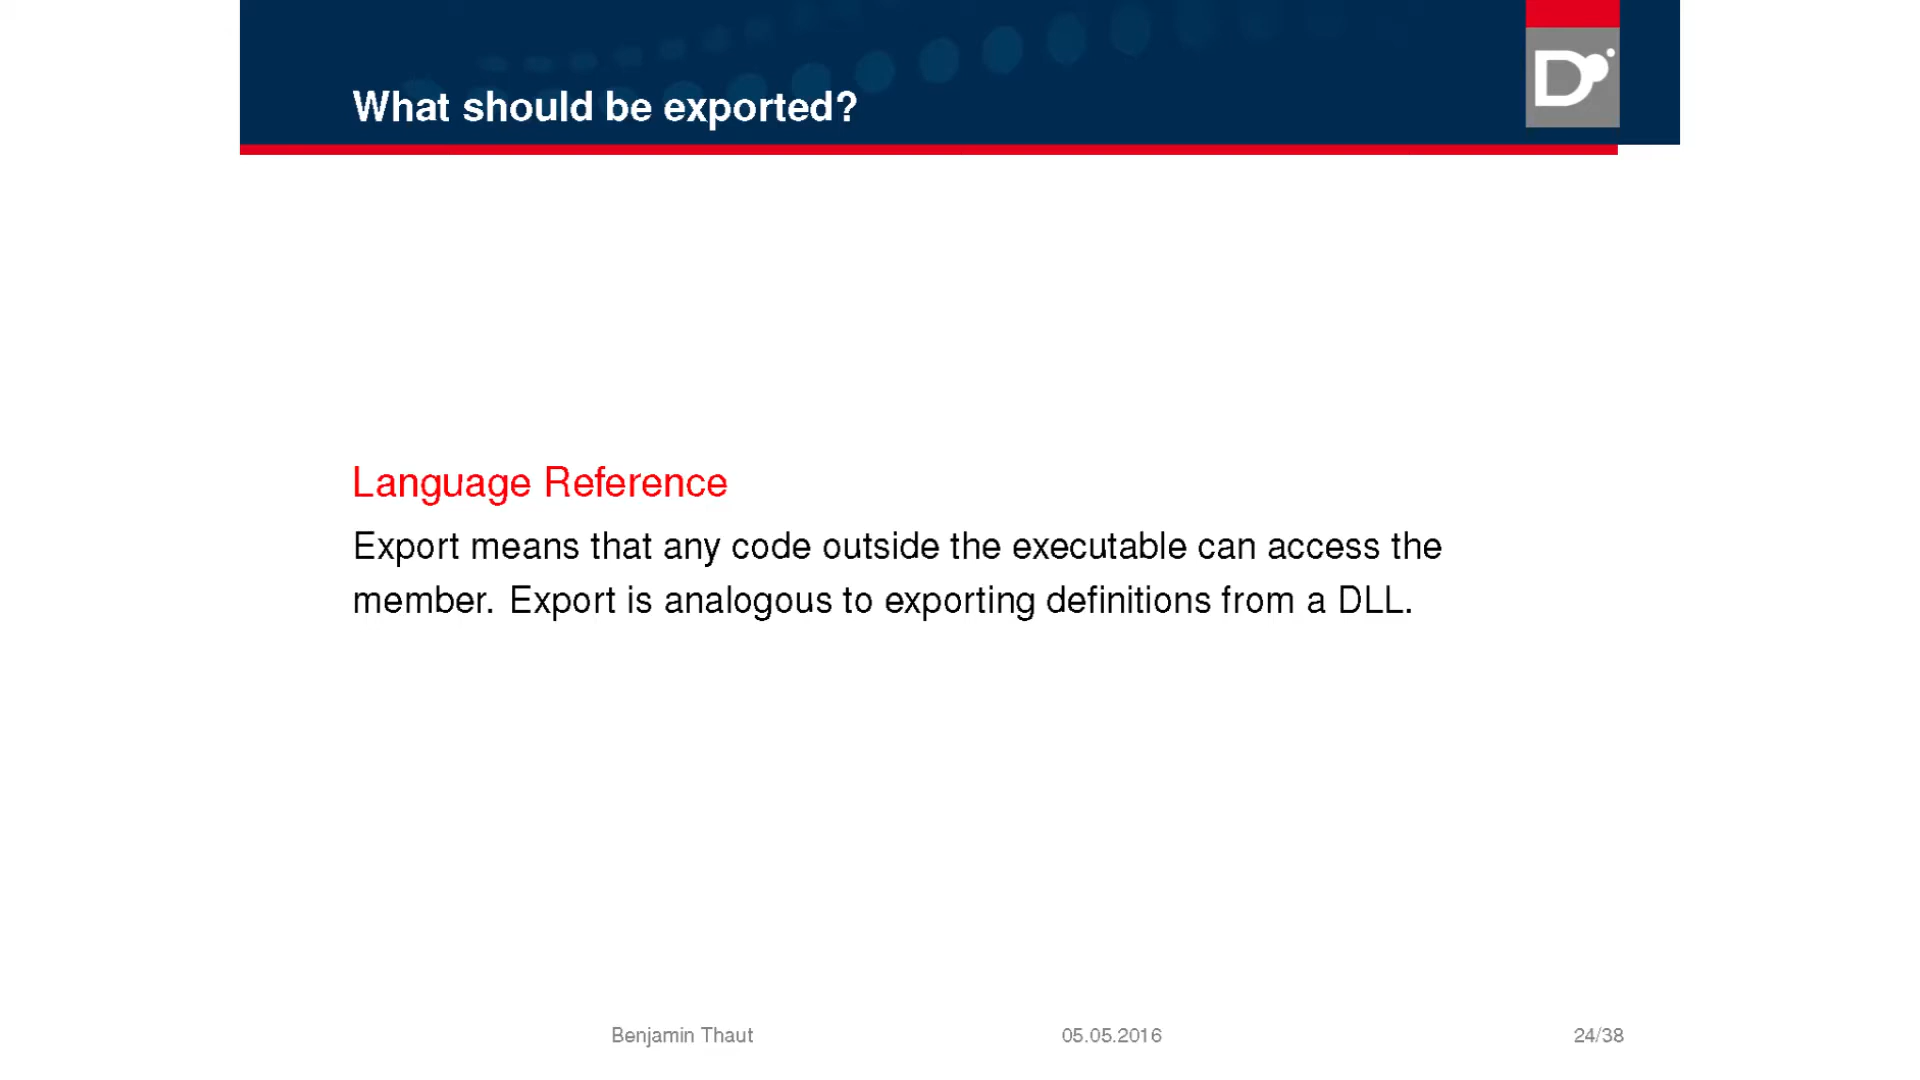 What should be exported?
Language Reference
Export means that any code outside the executable can access the
member. Export is analogous to exporting definitions from a DLL.
Benjamin Thaut 05.05.2016 24/38